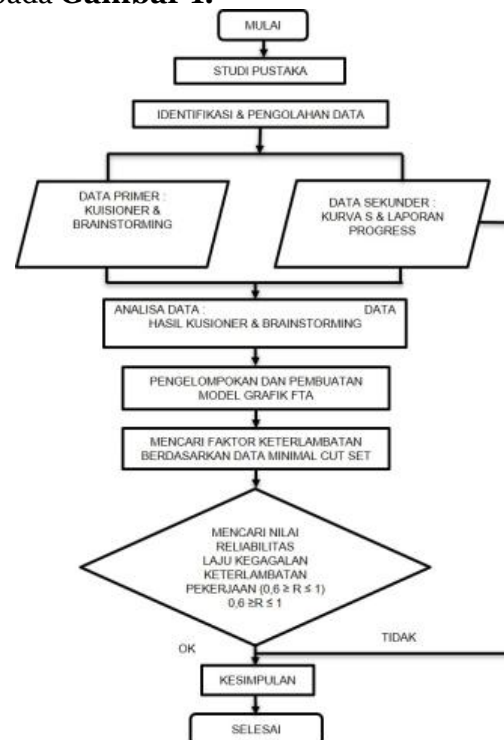 pada Gambar 1.
MULAI
STUDI PUSTAKA
IDENTIFIKASI & PENGOLAHAN DATA
DATA PRIMER :
KUISIONER &
BRAINSTORMING
DATA SEKUNDER :
KURVA S & LAPORAN
PROGRESS
ANALISA DATA : DATA
HASIL KUSIONER & BRAINSTORMING
PENGELOMPOKAN DAN PEMBUATAN
MODEL GRAFIK FTA
MENCARI FAKTOR KETERLAMBATAN
BERDASARKAN DATA MINIMAL CUT SET
MENCARI NILAI
RELIABILITAS
LAJU KEGAGALAN
KETERLAMBATAN
PEKERJAAN (0,6 ≥ R ≤ 1)
0,6 ≥R ≤ 1
OK
TIDAK
KESIMPULAN
SELESAI